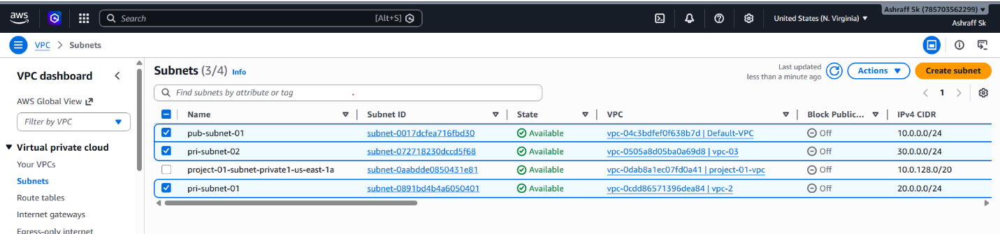 aws
Search [Alt+S]
United States (N. Virginia)
Ashraff Sk (785703562299)
Ashraff Sk
VPC > Subnets
VPC dashboard
AWS Global View
Filter by VPC
Virtual private cloud
Your VPCs
Subnets
Route tables
Internet gateways
Egress-only internet
Subnets (3/4) Info
Last updated
less than a minute ago
Actions
Create subnet
Find subnets by attribute or tag
1
Name Subnet ID State VPC Block Public... IPv4 CIDR
pub-subnet-01 subnet-0017dcfea716fbd30 Available vpc-04c3bdfef0f638b7d | Default-VPC Off 10.0.0.0/24
pri-subnet-02 subnet-072718230dccd5f68 Available vpc-0505a8d05ba0a69d8 | vpc-03 Off 30.0.0.0/24
project-01-subnet-private1-us-east-1a subnet-0aabdde0850431e81 Available vpc-0dab8a1ec07fd0a41 | project-01-vpc Off 10.0.128.0/20
pri-subnet-01 subnet-0891bd4b4a6050401 Available vpc-0cdd86571396dea84 | vpc-2 Off 20.0.0.0/24